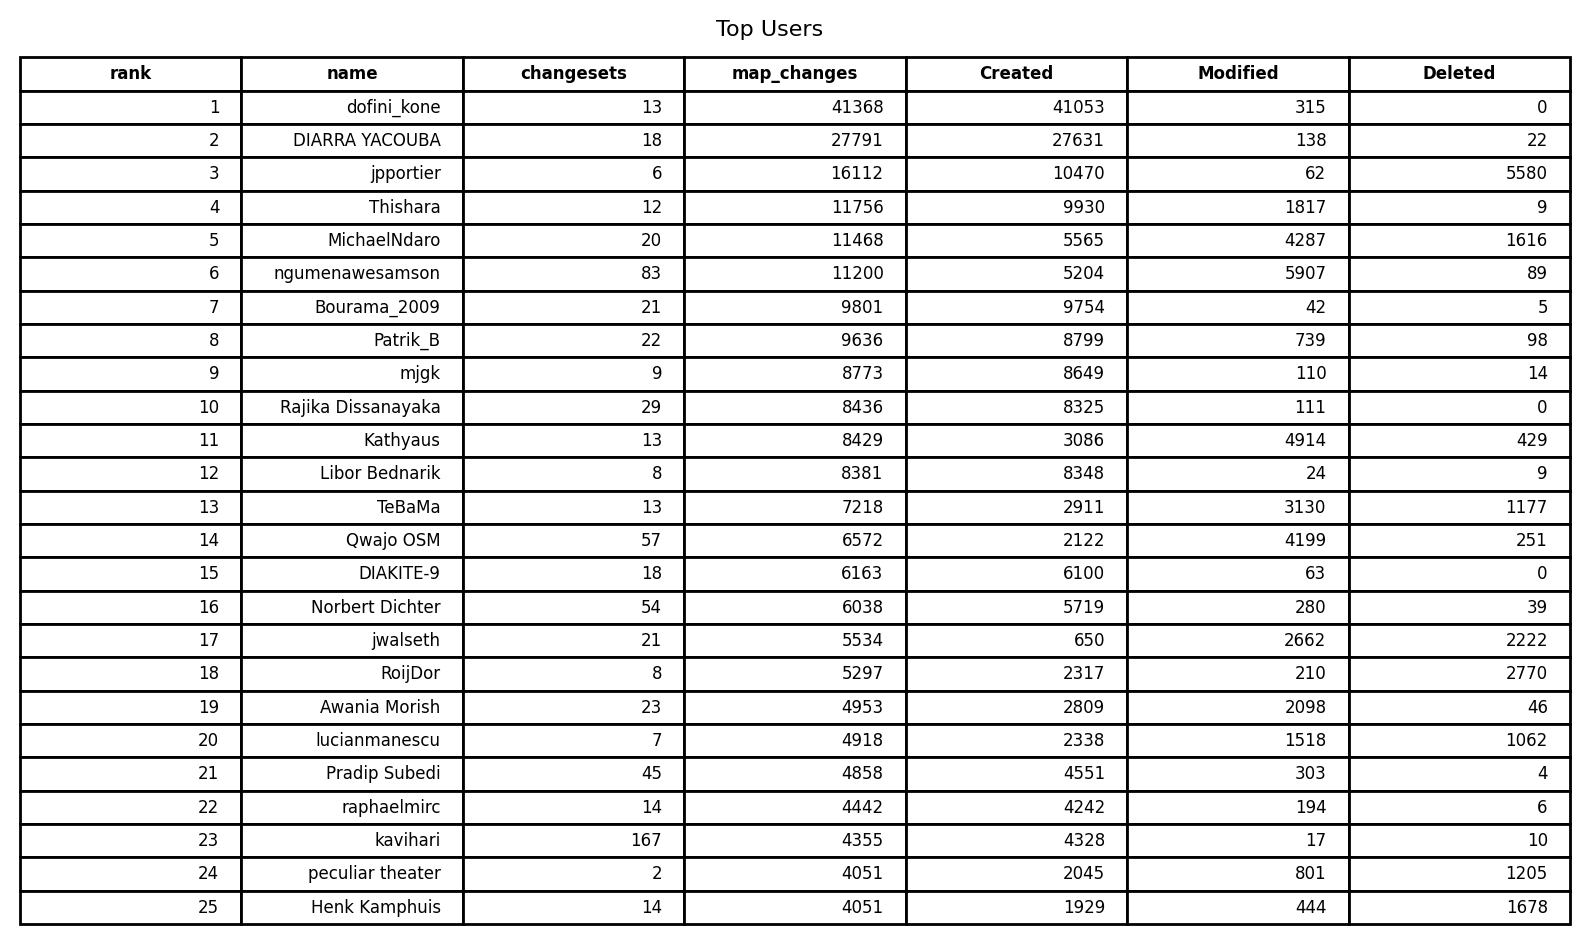 Top Users
rank name changesets map_changes Created Modified Deleted
1 dofini_kone 13 41368 41053 315 0
2 DIARRA YACOUBA 18 27791 27631 138 22
3 jpportier 6 16112 10470 62 5580
4 Thishara 12 11756 9930 1817 9
5 MichaelNdaro 20 11468 5565 4287 1616
6 ngumenawesamson 83 11200 5204 5907 89
7 Bourama_2009 21 9801 9754 42 5
8 Patrik_B 22 9636 8799 739 98
9 mjgk 9 8773 8649 110 14
10 Rajika Dissanayaka 29 8436 8325 111 0
11 Kathyaus 13 8429 3086 4914 429
12 Libor Bednarik 8 8381 8348 24 9
13 TeBaMa 13 7218 2911 3130 1177
14 Qwajo OSM 57 6572 2122 4199 251
15 DIAKITE-9 18 6163 6100 63 0
16 Norbert Dichter 54 6038 5719 280 39
17 jwalseth 21 5534 650 2662 2222
18 RoijDor 8 5297 2317 210 2770
19 Awania Morish 23 4953 2809 2098 46
20 lucianmanescu 7 4918 2338 1518 1062
21 Pradip Subedi 45 4858 4551 303 4
22 raphaelmirc 14 4442 4242 194 6
23 kavihari 167 4355 4328 17 10
24 peculiar theater 2 4051 2045 801 1205
25 Henk Kamphuis 14 4051 1929 444 1678